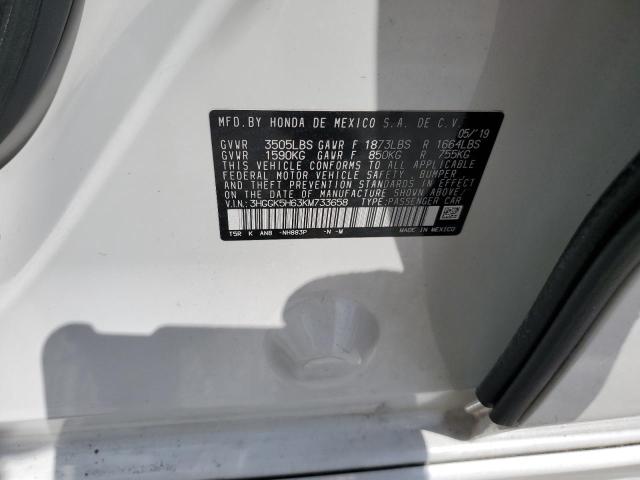 MFD.BY HONDA DE MEXICO S.A. DE C.V.
05/'19
GVWR 3505LBS GAWR F 1873LBS R 1664LBS
GVWR 1590KG GAWR F 850KG R 755KG
THIS VEHICLE CONFORMS TO ALL APPLICABLE
FEDERAL MOTOR VEHICLE SAFETY, BUMPER,
AND THEFT PREVENTION STANDARDS IN
EFFECT ON THE DATE OF MANUFACTURE SHOWN ABOVE.
V.I.N.:3HGGK5H63KM733658 TYPE:PASSENGER CAR
T5R K AN8 -NH883P -N -M MADE IN MEXICO